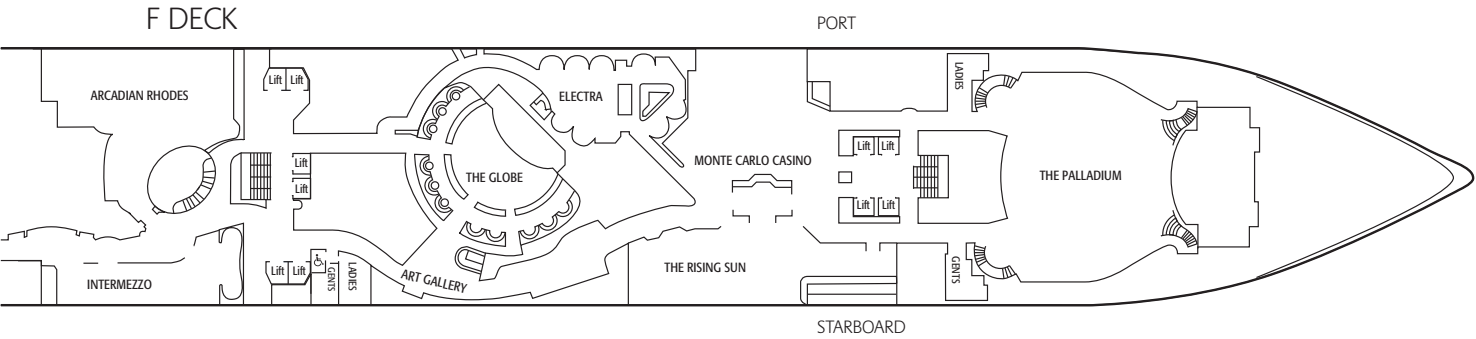 F DECK
PORT
ARCADIAN RHODES
Lift Lift
ELECTRA
LADIES
Lift
Lift
THE GLOBE
MONTE CARLO CASINO
Lift Lift
THE PALLADIUM
Lift Lift
INTERMEZZO
Lift Lift
GENTS
LADIES
ART GALLERY
THE RISING SUN
GENTS
STARBOARD